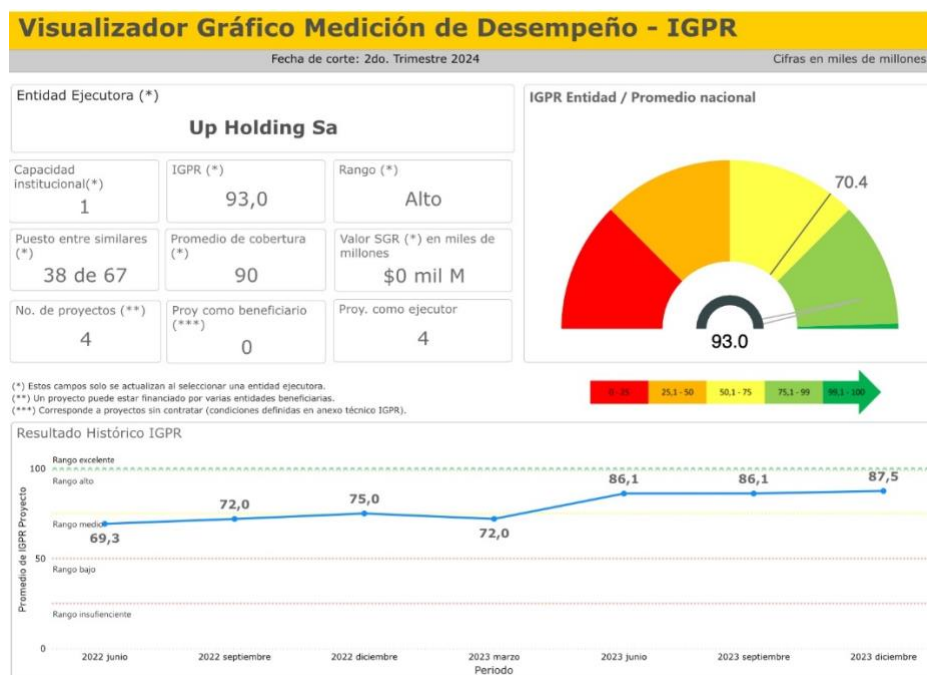 Visualizador Gráfico Medición de Desempeño - IGPR
Fecha de corte: 2do. Trimestre 2024
Cifras en miles de millones
Entidad Ejecutora (*)
Up Holding Sa
Capacidad
institucional(*)
1
IGPR (*)
93,0
Rango (*)
Alto
Puesto entre similares
(*)
38 de 67
Promedio de cobertura
(*)
90
Valor SGR (*) en miles de
millones
$0 mil M
No. de proyectos (**)
4
Proy como beneficiario
(***)
0
Proy. como ejecutor
4
IGPR Entidad / Promedio nacional
70.4
93.0
(*) Estos campos solo se actualizan al seleccionar una entidad ejecutora.
(**) Un proyecto puede estar financiado por varias entidades beneficiarias.
(***) Corresponde a proyectos sin contratar (condiciones definidas en anexo técnico IGPR).
0 - 25
25,1 - 50
50,1 - 75
75,1 - 99
99,1 - 100
Resultado Histórico IGPR
Promedio de IGPR Proyecto
100
50
0
Rango excelente
Rango alto
Rango medio
Rango bajo
Rango insufienciente
69,3
72,0
75,0
72,0
86,1
86,1
87,5
2022 junio
2022 septiembre
2022 diciembre
2023 marzo
2023 junio
2023 septiembre
2023 diciembre
Periodo